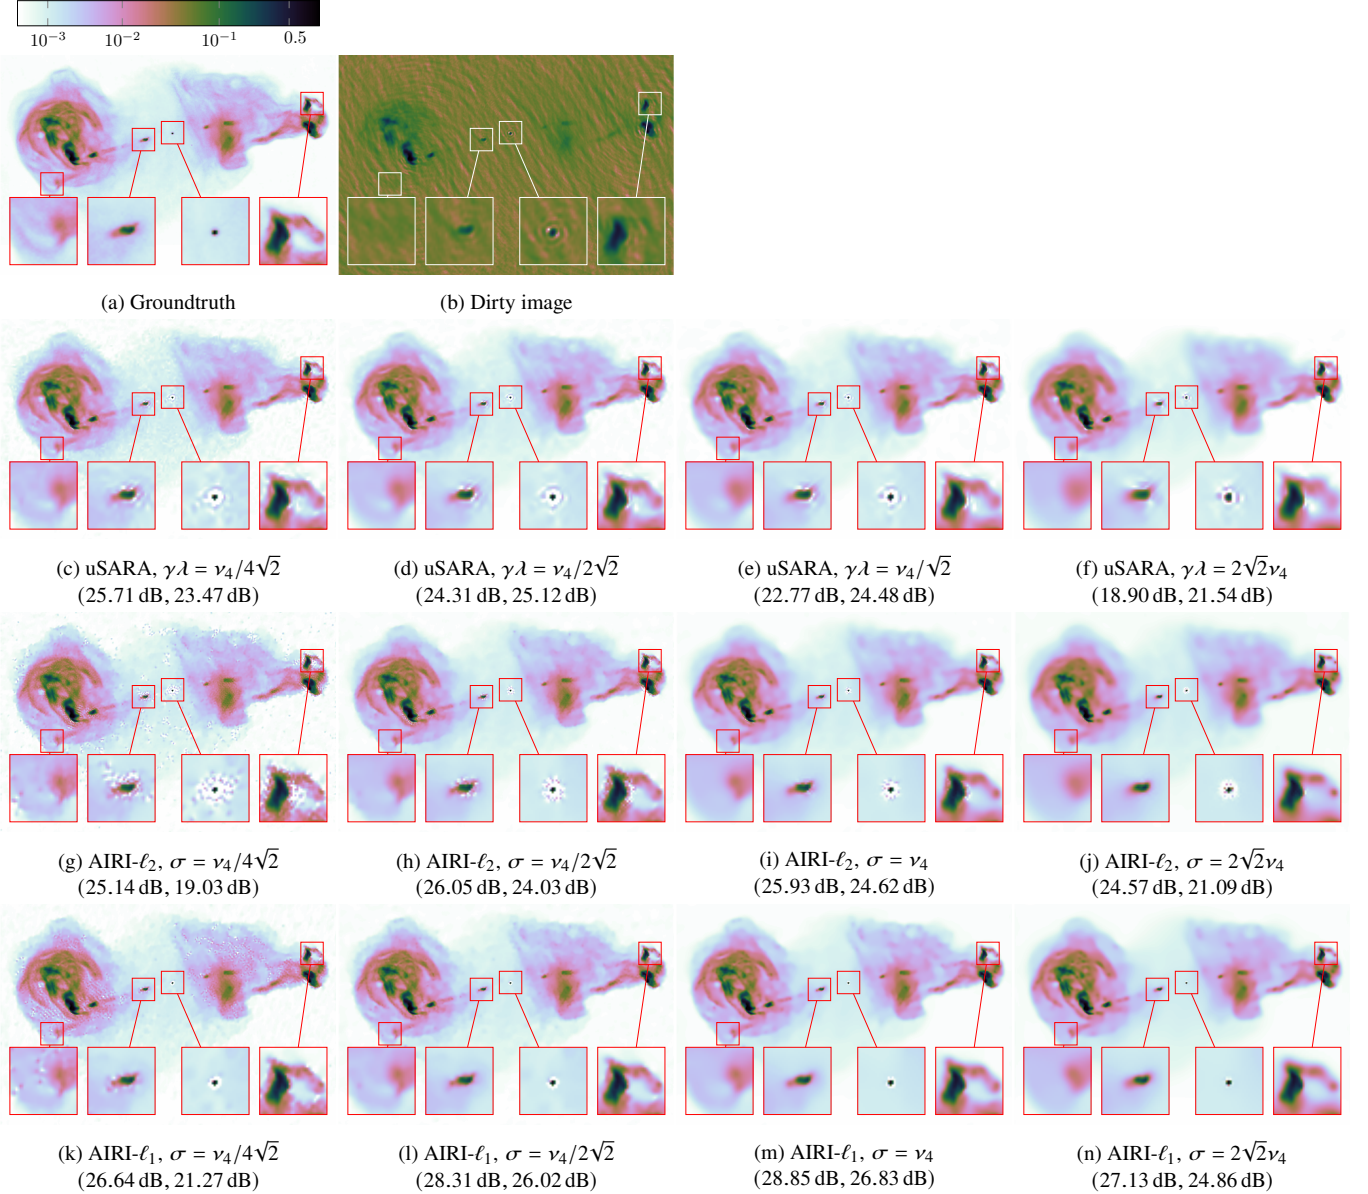 10⁻³ 10⁻² 10⁻¹ 0.5
(a) Groundtruth
(b) Dirty image
(c) uSARA, γλ = ν₄/4√2
(25.71 dB, 23.47 dB)
(d) uSARA, γλ = ν₄/2√2
(24.31 dB, 25.12 dB)
(e) uSARA, γλ = ν₄/√2
(22.77 dB, 24.48 dB)
(f) uSARA, γλ = 2√2ν₄
(18.90 dB, 21.54 dB)
(g) AIRI-ℓ₂, σ = ν₄/4√2
(25.14 dB, 19.03 dB)
(h) AIRI-ℓ₂, σ = ν₄/2√2
(26.05 dB, 24.03 dB)
(i) AIRI-ℓ₂, σ = ν₄
(25.93 dB, 24.62 dB)
(j) AIRI-ℓ₂, σ = 2√2ν₄
(24.57 dB, 21.09 dB)
(k) AIRI-ℓ₁, σ = ν₄/4√2
(26.64 dB, 21.27 dB)
(l) AIRI-ℓ₁, σ = ν₄/2√2
(28.31 dB, 26.02 dB)
(m) AIRI-ℓ₁, σ = ν₄
(28.85 dB, 26.83 dB)
(n) AIRI-ℓ₁, σ = 2√2ν₄
(27.13 dB, 24.86 dB)